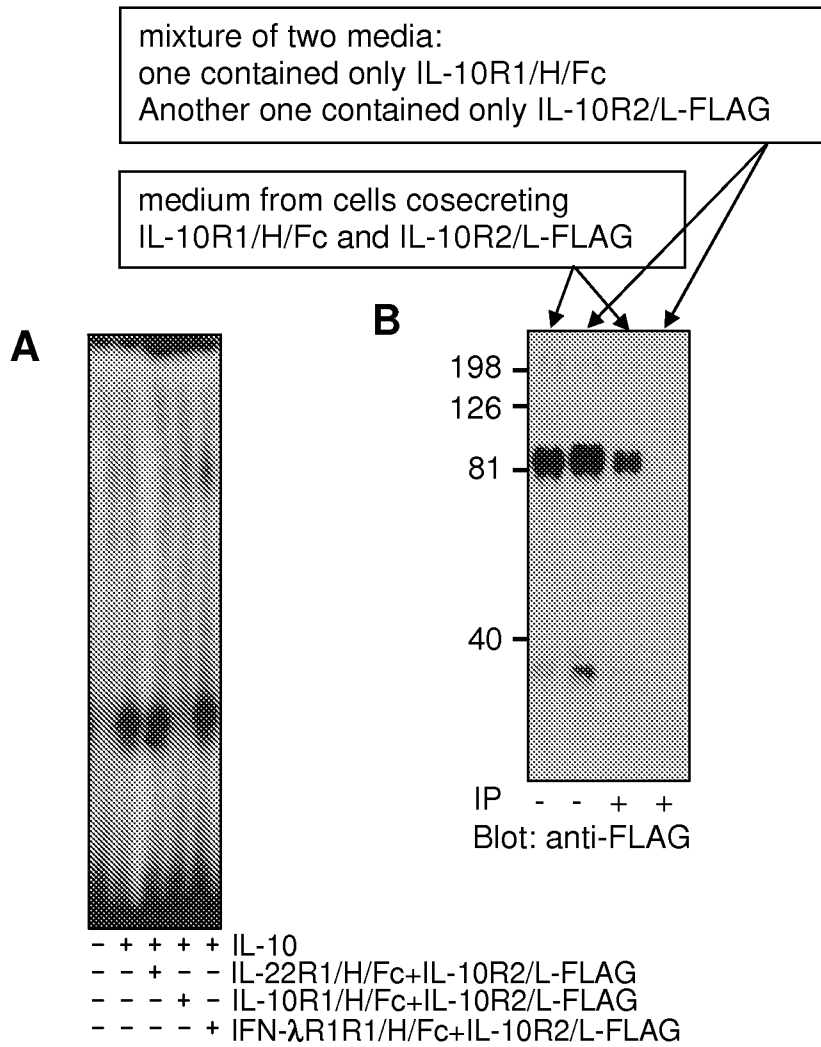 mixture of two media:
one contained only IL-10R1/H/Fc
Another one contained only IL-10R2/L-FLAG
medium from cells cosecreting
IL-10R1/H/Fc and IL-10R2/L-FLAG
A
B
198
126
81
40
IP - - + +
Blot: anti-FLAG
- + + + + IL-10
- - + - - IL-22R1/H/Fc+IL-10R2/L-FLAG
- - - + - IL-10R1/H/Fc+IL-10R2/L-FLAG
- - - - + IFN-λR1R1/H/Fc+IL-10R2/L-FLAG